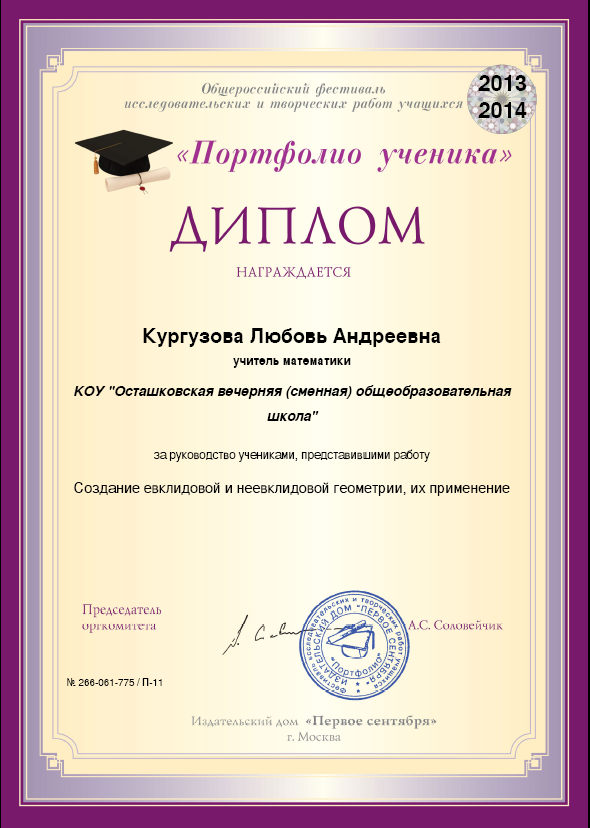 Общероссийский фестиваль
исследовательских и творческих работ учащихся
2013
2014
«Портфолио ученика»
ДИПЛОМ
НАГРАЖДАЕТСЯ
Кургузова Любовь Андреевна
учитель математики
КОУ "Осташковская вечерняя (сменная) общеобразовательная
школа"
за руководство учениками, представившими работу
Создание евклидовой и неевклидовой геометрии, их применение
Председатель
оргкомитета
А.С. Соловейчик
Фестиваль исследовательских и творческих работ учащихся
ИЗДАТЕЛЬСКИЙ ДОМ "ПЕРВОЕ СЕНТЯБРЯ"
"Портфолио"
№ 266-061-775 / П-11
Издательский дом «Первое сентября»
г. Москва